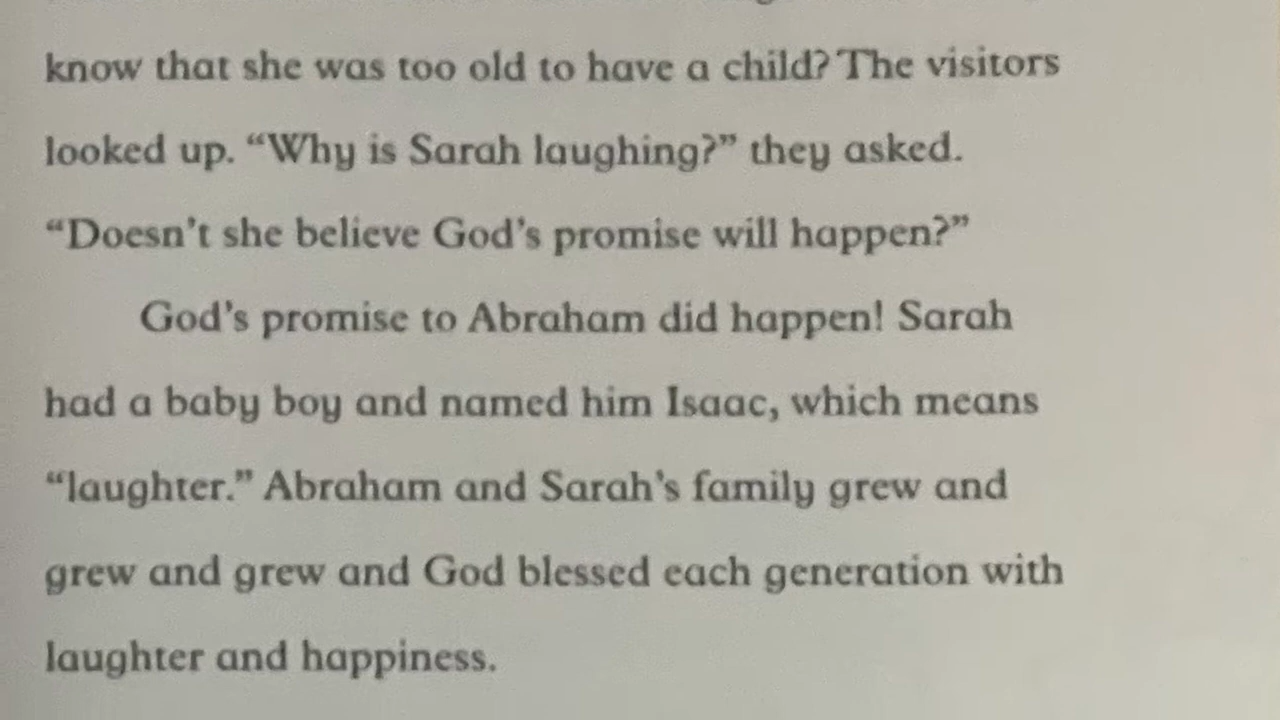 know that she was too old to have a child? The visitors
looked up. “Why is Sarah laughing?” they asked.
“Doesn’t she believe God’s promise will happen?”
God’s promise to Abraham did happen! Sarah
had a baby boy and named him Isaac, which means
“laughter.” Abraham and Sarah’s family grew and
grew and grew and God blessed each generation with
laughter and happiness.